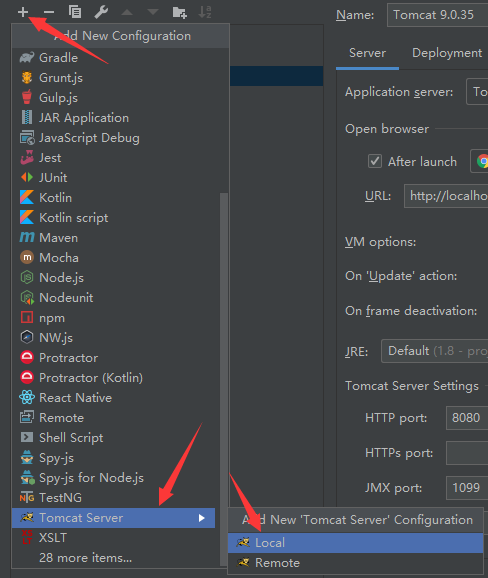 Name: Tomcat 9.0.35
Add New Configuration
Gradle
Grunt.js
Gulp.js
JAR Application
JavaScript Debug
Jest
JUnit
Kotlin
Kotlin script
Maven
Mocha
Node.js
Nodeunit
npm
NW.js
Protractor
Protractor (Kotlin)
React Native
Remote
Shell Script
Spy-js
Spy-js for Node.js
TestNG
Tomcat Server
XSLT
28 more items...
Server Deployment
Application server: To
Open browser
After launch
URL: http://localho
VM options:
On 'Update' action:
On frame deactivation:
JRE: Default (1.8 - proj
Tomcat Server Settings
HTTP port: 8080
HTTPs port:
JMX port: 1099
Add New 'Tomcat Server' Configuration
Local
Remote